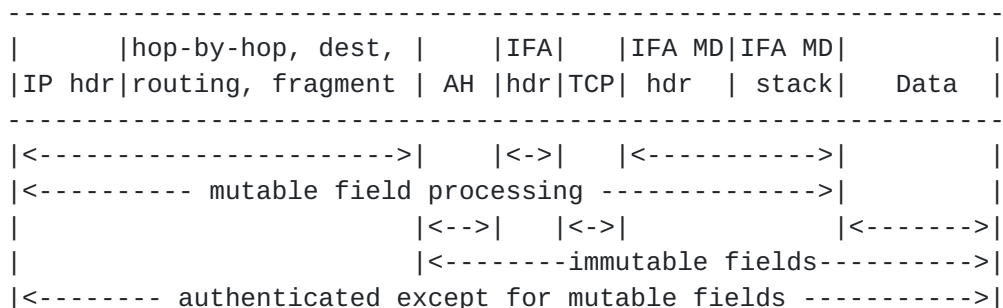 -----------------------------------------------------------------
|      |hop-by-hop, dest, |    |IFA|   |IFA MD|IFA MD|          |
|IP hdr|routing, fragment | AH |hdr|TCP| hdr  | stack|   Data   |
-----------------------------------------------------------------
|<------------------------>|    |<->|   |<----------->|          |
|<---------- mutable field processing -------------->|          |
|                          |<-->|   |<->|             |<------->|
|                          |<--------immutable fields---------->|
|<-------- authenticated except for mutable fields ----------->|